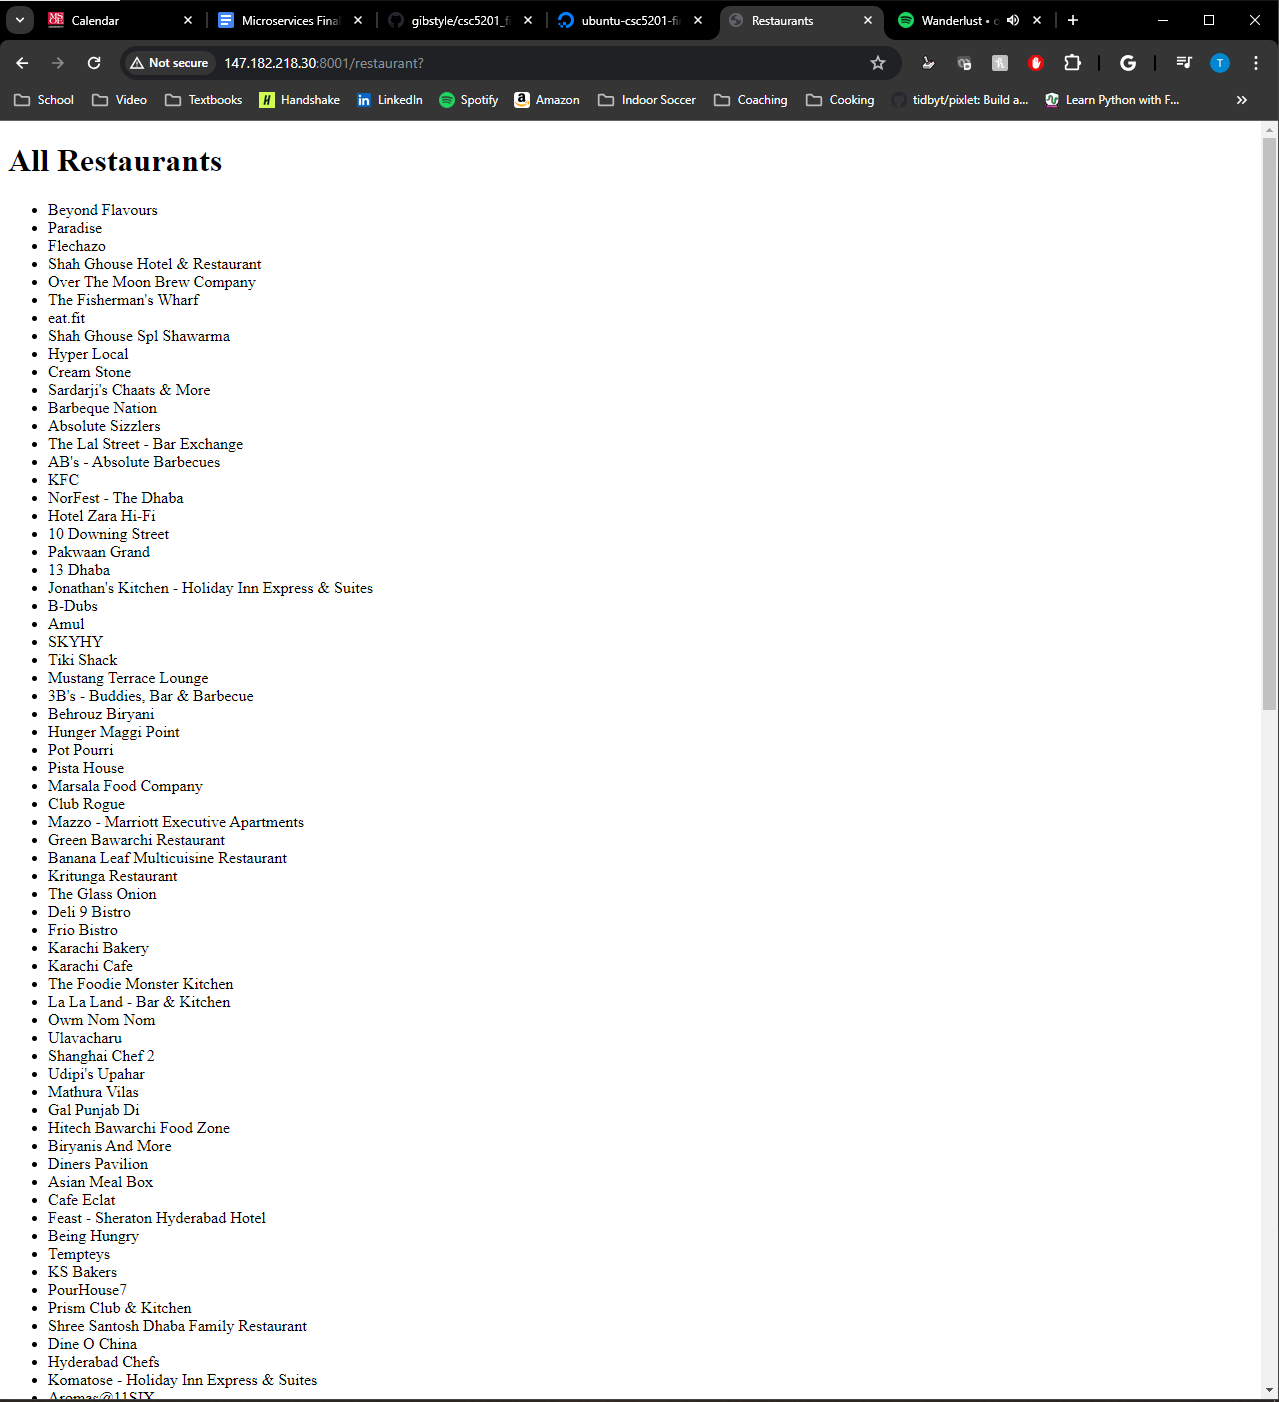 Calendar
Microservices Fina
gibstyle/csc5201_fi
ubuntu-csc5201-fi
Restaurants
Wanderlust •
Not secure
147.182.218.30:8001/restaurant?
T
School
Video
Textbooks
Handshake
LinkedIn
Spotify
Amazon
Indoor Soccer
Coaching
Cooking
tidbyt/pixlet: Build a...
Learn Python with F...
All Restaurants
Beyond Flavours
Paradise
Flechazo
Shah Ghouse Hotel & Restaurant
Over The Moon Brew Company
The Fisherman's Wharf
eat.fit
Shah Ghouse Spl Shawarma
Hyper Local
Cream Stone
Sardarji's Chaats & More
Barbeque Nation
Absolute Sizzlers
The Lal Street - Bar Exchange
AB's - Absolute Barbecues
KFC
NorFest - The Dhaba
Hotel Zara Hi-Fi
10 Downing Street
Pakwaan Grand
13 Dhaba
Jonathan's Kitchen - Holiday Inn Express & Suites
B-Dubs
Amul
SKYHY
Tiki Shack
Mustang Terrace Lounge
3B's - Buddies, Bar & Barbecue
Behrouz Biryani
Hunger Maggi Point
Pot Pourri
Pista House
Marsala Food Company
Club Rogue
Mazzo - Marriott Executive Apartments
Green Bawarchi Restaurant
Banana Leaf Multicuisine Restaurant
Kritunga Restaurant
The Glass Onion
Deli 9 Bistro
Frio Bistro
Karachi Bakery
Karachi Cafe
The Foodie Monster Kitchen
La La Land - Bar & Kitchen
Owm Nom Nom
Ulavacharu
Shanghai Chef 2
Udipi's Upahar
Mathura Vilas
Gal Punjab Di
Hitech Bawarchi Food Zone
Biryanis And More
Diners Pavilion
Asian Meal Box
Cafe Eclat
Feast - Sheraton Hyderabad Hotel
Being Hungry
Tempteys
KS Bakers
PourHouse7
Prism Club & Kitchen
Shree Santosh Dhaba Family Restaurant
Dine O China
Hyderabad Chefs
Komatose - Holiday Inn Express & Suites
Aromas@11SIX